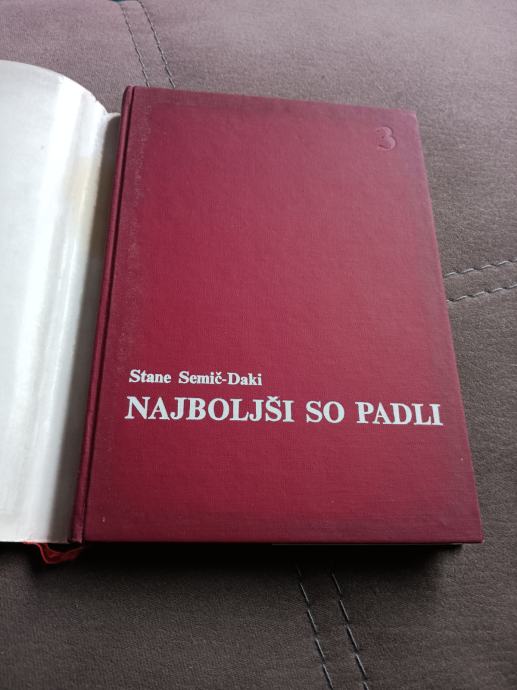 3
Stane Semič-Daki
NAJBOLJŠI SO PADLI